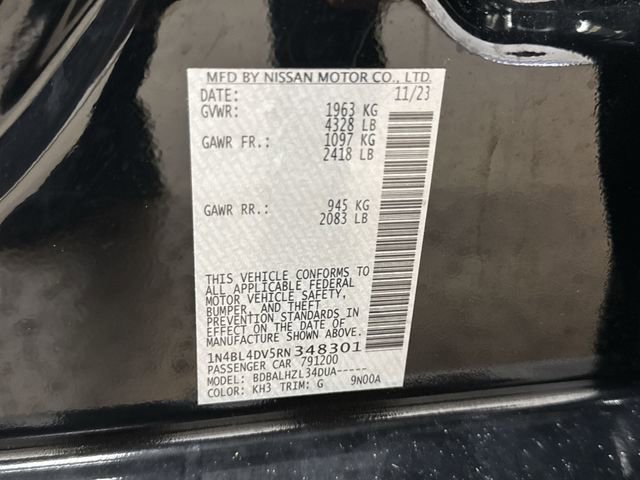 MFD BY NISSAN MOTOR CO., LTD.
DATE: 11/23
GVWR: 1963 KG
4328 LB
GAWR FR.: 1097 KG
2418 LB
GAWR RR.: 945 KG
2083 LB
THIS VEHICLE CONFORMS TO
ALL APPLICABLE FEDERAL
MOTOR VEHICLE SAFETY,
BUMPER, AND THEFT
PREVENTION STANDARDS IN
EFFECT ON THE DATE OF
MANUFACTURE SHOWN ABOVE.
1N4BL4DV5RN348301
PASSENGER CAR 791200
MODEL: BDBALHZL34DUA-----
COLOR: KH3 TRIM: G 9N00A